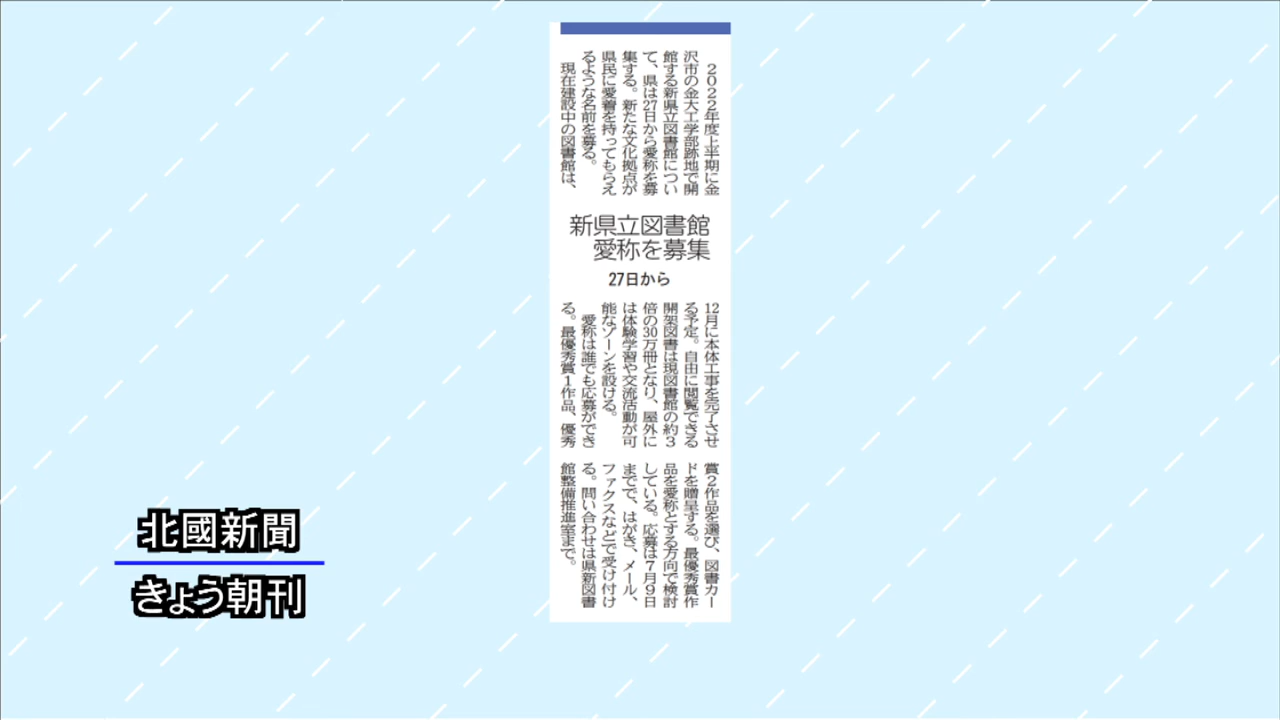 ２０２２年度上半期に金
沢市の金大工学部跡地で開
館する新県立図書館につい
て、県は27日から愛称を募
集する。新たな文化拠点が
県民に愛着を持ってもらえ
るような名前を募る。
現在建設中の図書館は、
新県立図書館
愛称を募集
27日から
12月に本体工事を完了させ
る予定。自由に閲覧できる
開架図書は現図書館の約３
倍の30万冊となり、屋外に
は体験学習や交流活動が可
能なゾーンを設ける。
愛称は誰でも応募ができ
る。最優秀賞１作品、優秀
賞２作品を選び、図書カー
ドを贈呈する。最優秀賞作
品を愛称とする方向で検討
している。応募は７月９日
までで、はがき、メール、
ファクスなどで受け付け
る。問い合わせは県新図書
館整備推進室まで。
北國新聞
きょう朝刊